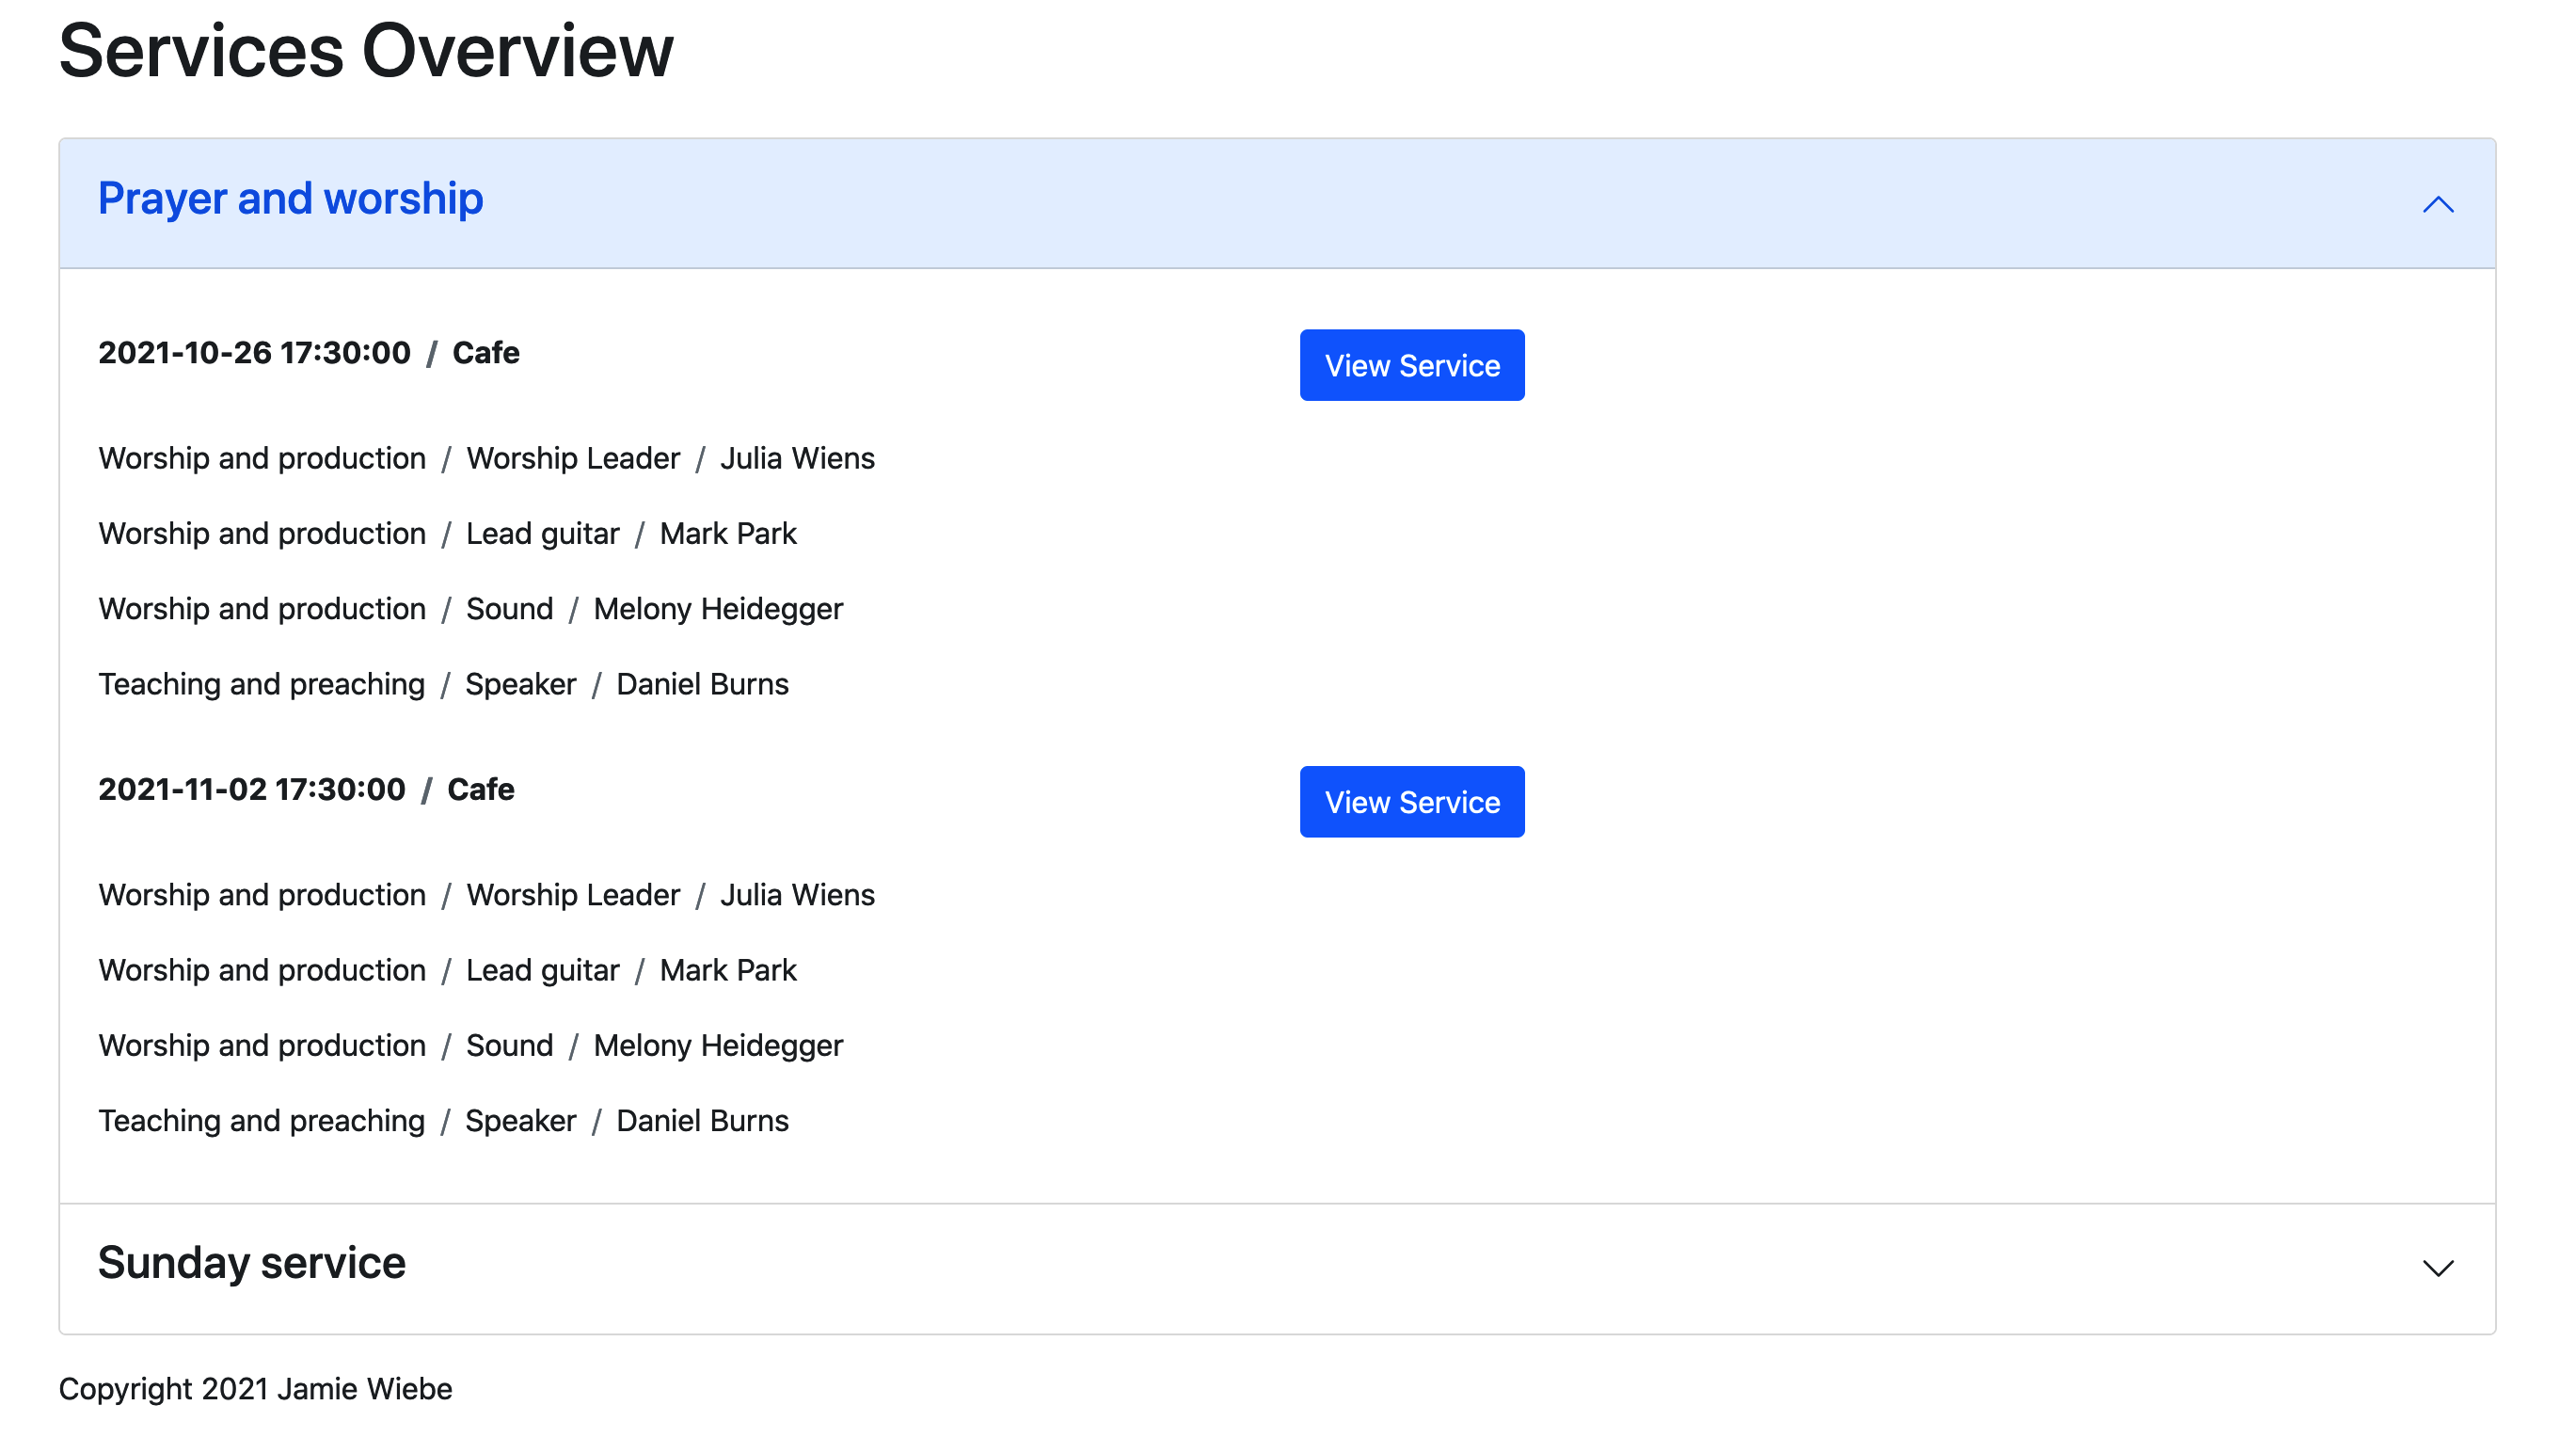 Services Overview
Prayer and worship
2021-10-26 17:30:00 / Cafe
View Service
Worship and production / Worship Leader / Julia Wiens
Worship and production / Lead guitar / Mark Park
Worship and production / Sound / Melony Heidegger
Teaching and preaching / Speaker / Daniel Burns
2021-11-02 17:30:00 / Cafe
View Service
Worship and production / Worship Leader / Julia Wiens
Worship and production / Lead guitar / Mark Park
Worship and production / Sound / Melony Heidegger
Teaching and preaching / Speaker / Daniel Burns
Sunday service
Copyright 2021 Jamie Wiebe